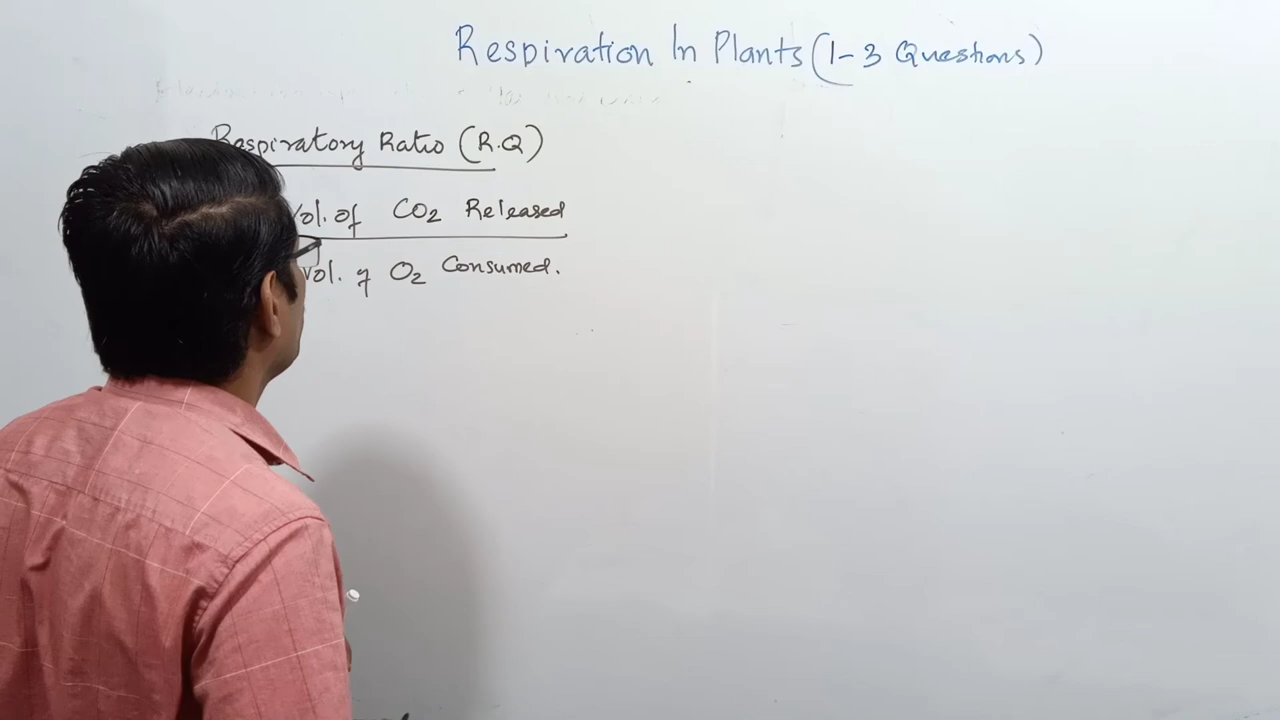 Respiration In Plants (1-3 Questions)
Respiratory Ratio (R.Q)
Vol. of CO2 Released
Vol. of O2 Consumed.